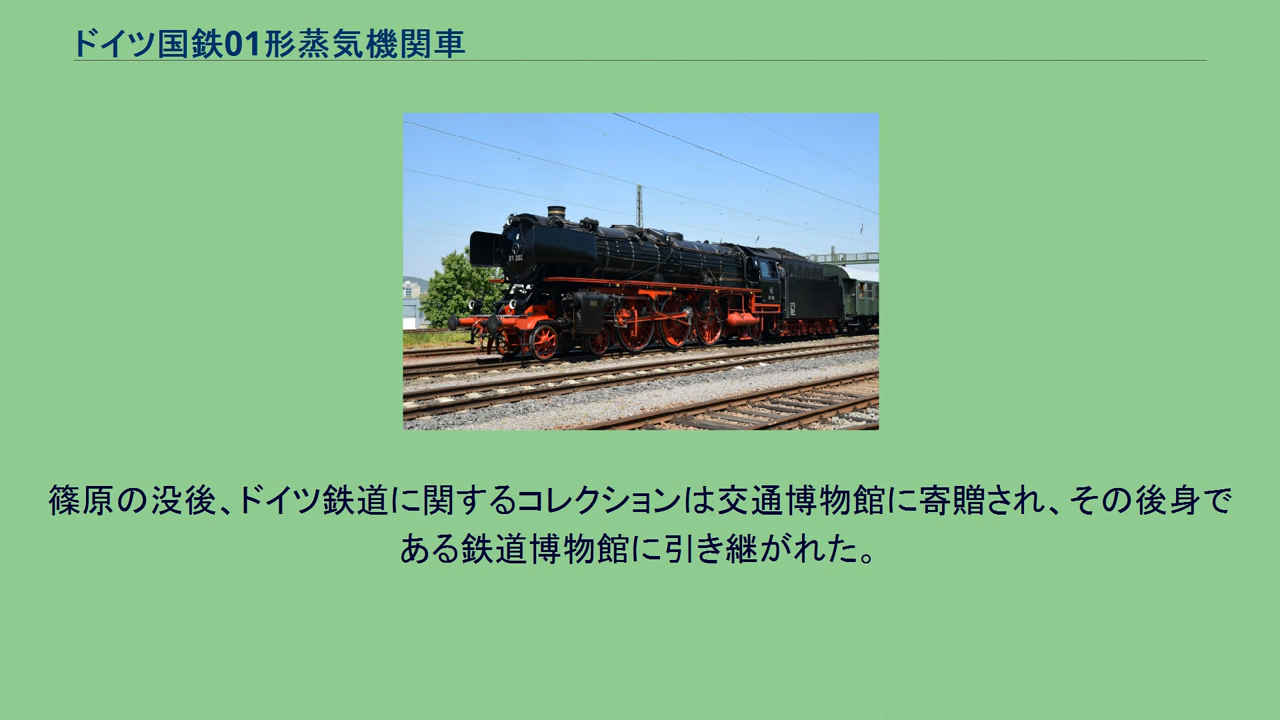 ドイツ国鉄01形蒸気機関車
01 202
篠原の没後、ドイツ鉄道に関するコレクションは交通博物館に寄贈され、その後身で
ある鉄道博物館に引き継がれた。